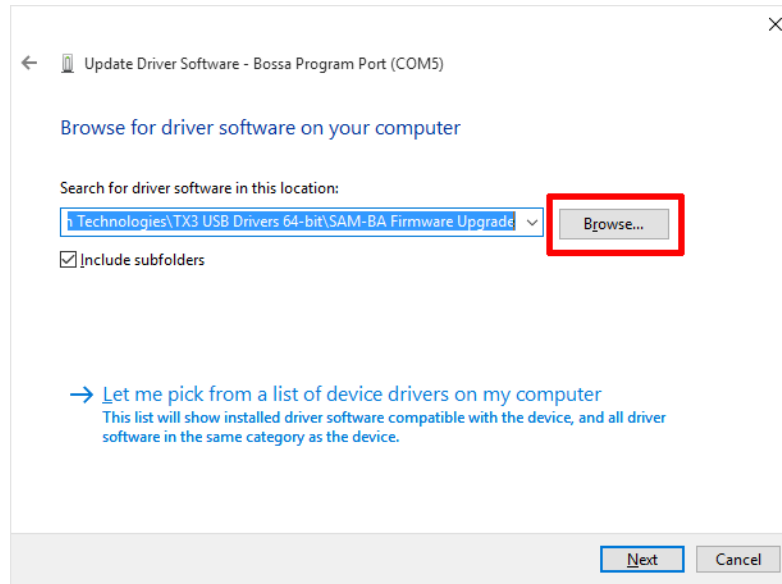 Update Driver Software - Bossa Program Port (COM5)
Browse for driver software on your computer
Search for driver software in this location:
Technologies\TX3 USB Drivers 64-bit\SAM-BA Firmware Upgrade
Browse...
Include subfolders
Let me pick from a list of device drivers on my computer
This list will show installed driver software compatible with the device, and all driver
software in the same category as the device.
Next
Cancel